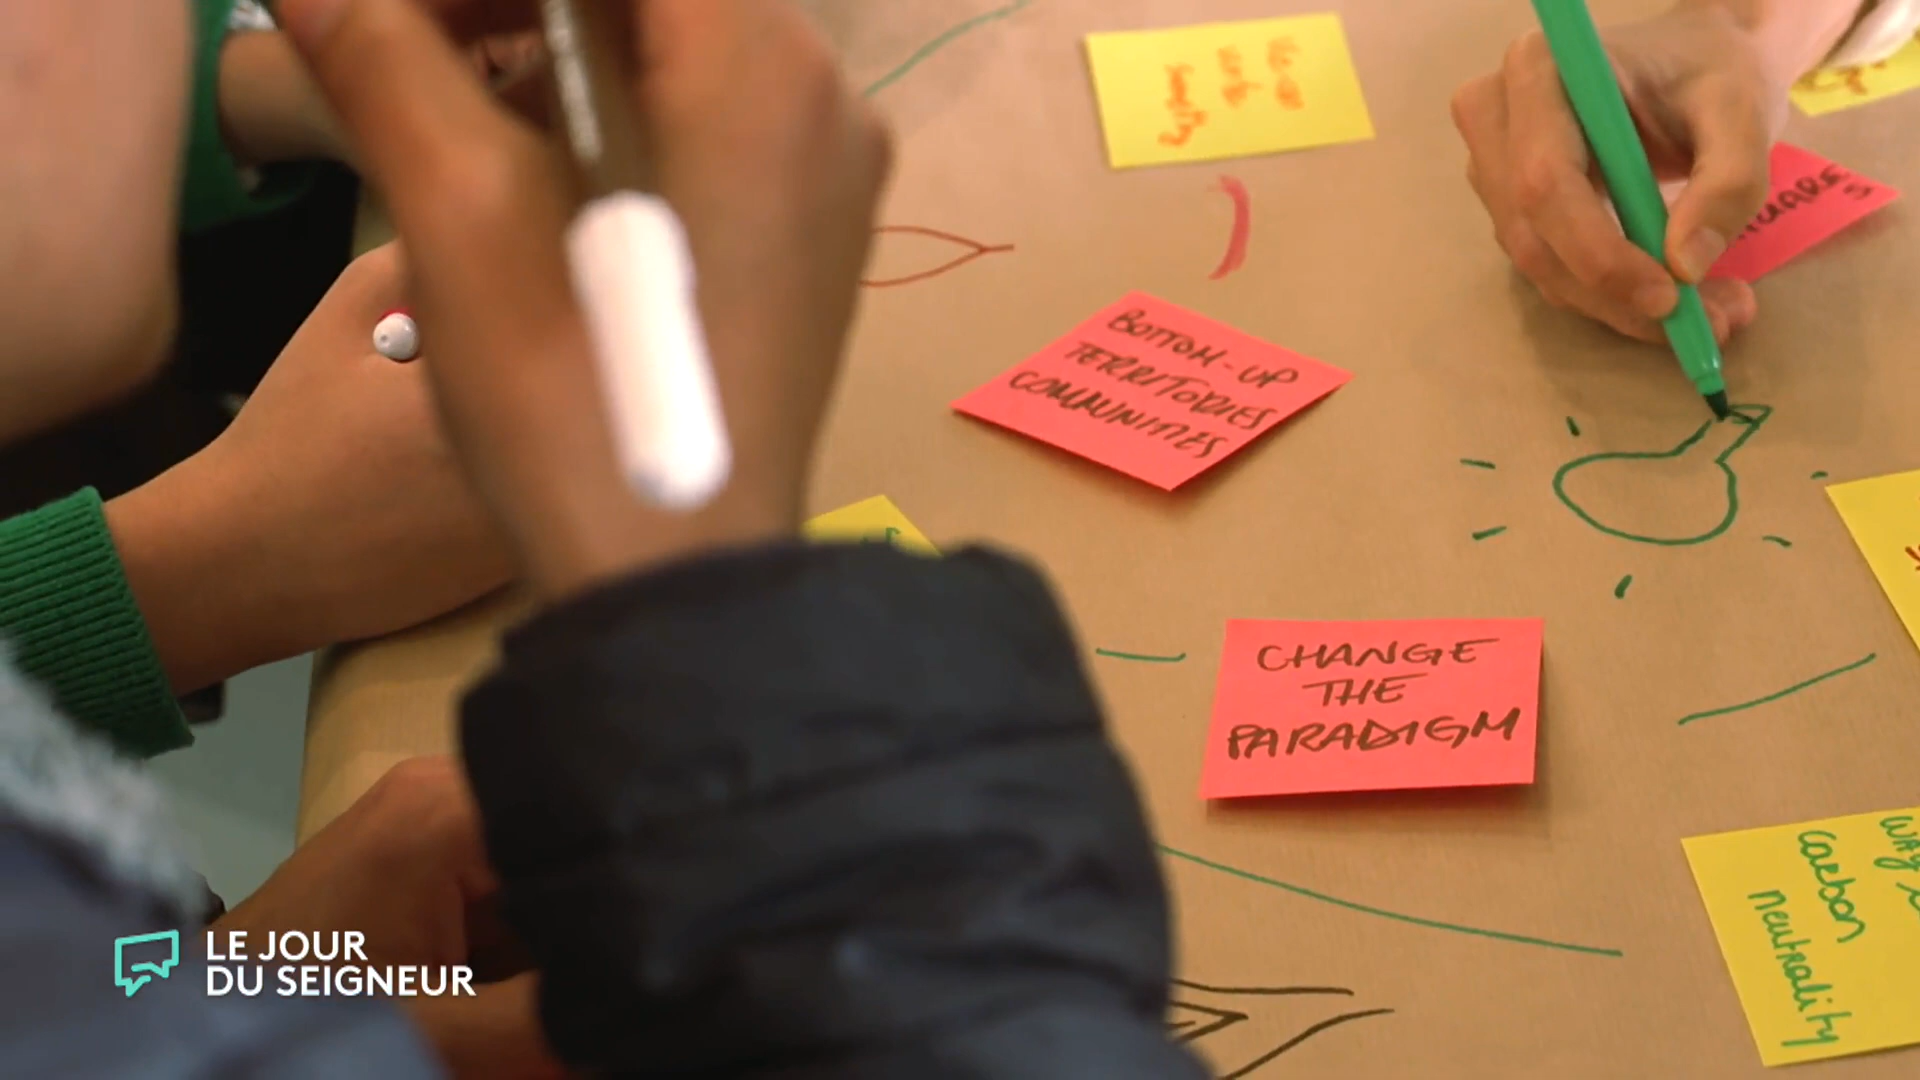 BOTTOM-UP
TERRITORIES
COMMUNITIES
CHANGE
THE
PARADIGM
carbon
neutrality
LE JOUR
DU SEIGNEUR